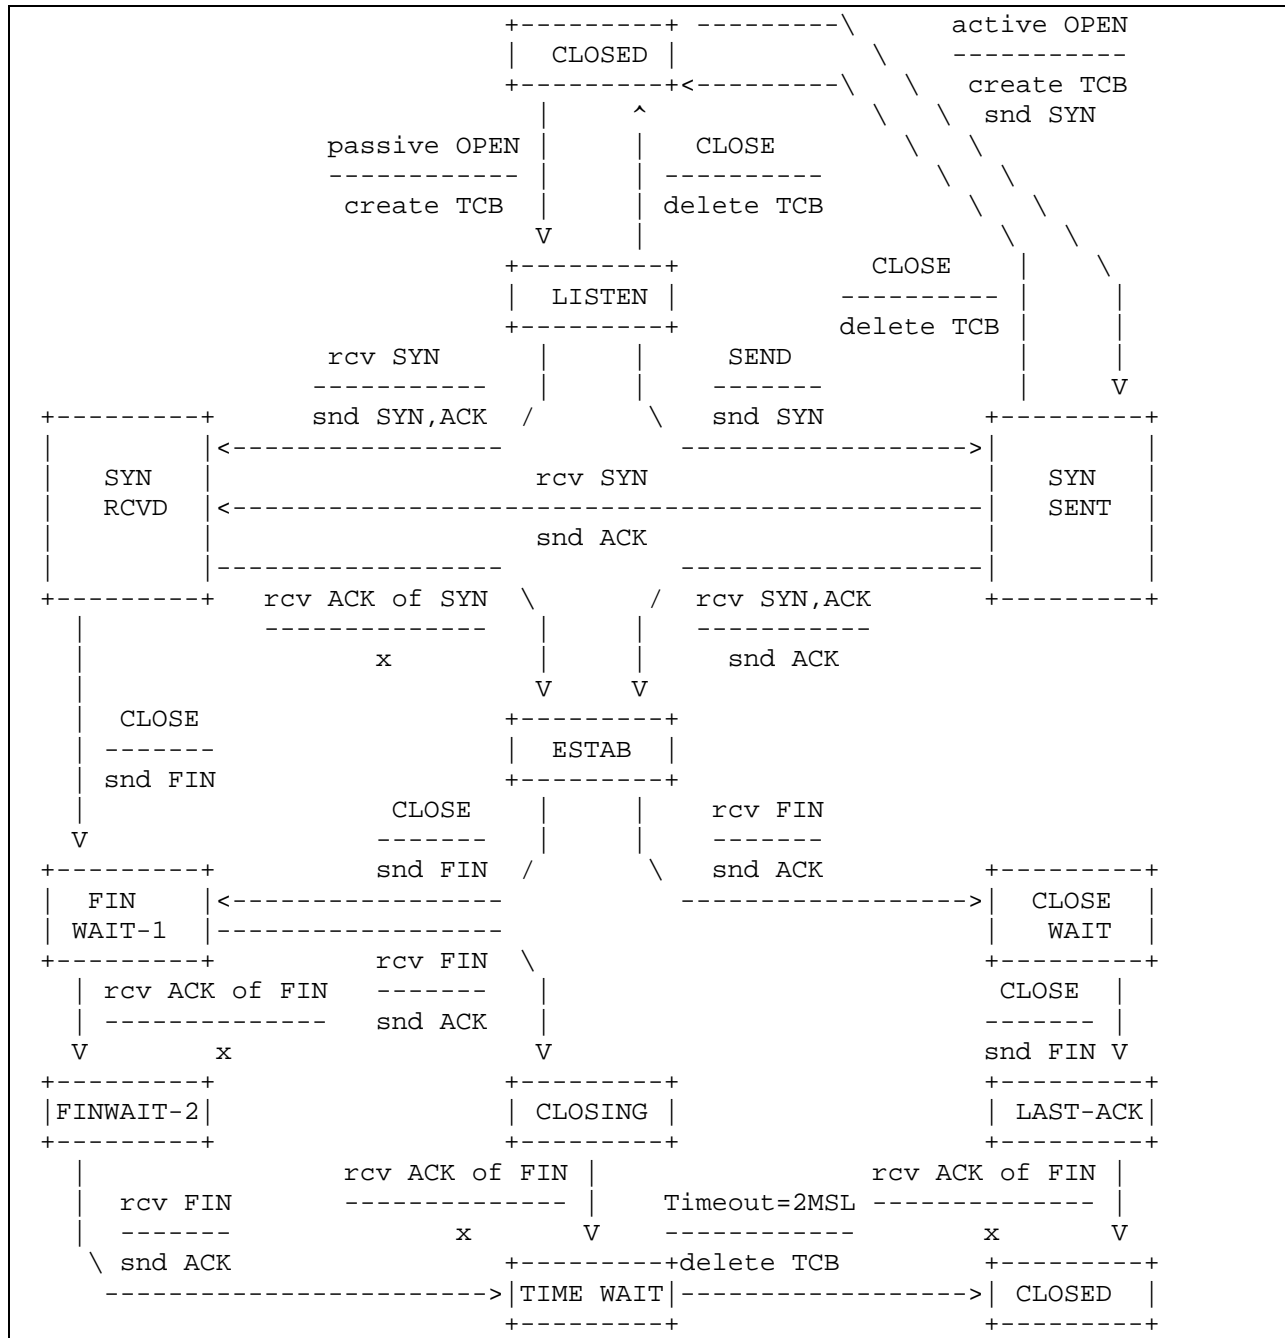 +---------+ ---------\      active OPEN
|  CLOSED |            \    -----------
+---------+<---------\   \   create TCB
  |     ^              \   \  snd SYN
passive OPEN |     |   CLOSE        \   \
------------ |     | ----------       \   \
create TCB  |     | delete TCB         \   \
V     |                      \   \
+---------+            CLOSE    |    \
|  LISTEN |          ---------- |     |
+---------+          delete TCB |     |
rcv SYN      |     |     SEND              |     |
-----------   |     |    -------            |     V
+---------+      snd SYN,ACK  /       \   snd SYN          +---------+
|         |<-----------------           ------------------>|         |
|   SYN   |                    rcv SYN                     |   SYN   |
|   RCVD  |<-----------------------------------------------|   SENT  |
|         |                    snd ACK                     |         |
|         |------------------           -------------------|         |
+---------+   rcv ACK of SYN  \       /  rcv SYN,ACK       +---------+
|           --------------   |     |   -----------
|                  x         |     |     snd ACK
|                            V     V
|  CLOSE                   +---------+
| -------                  |  ESTAB  |
| snd FIN                  +---------+
|                   CLOSE    |     |    rcv FIN
V                  -------   |     |    -------
+---------+          snd FIN  /       \   snd ACK          +---------+
|  FIN    |<-----------------           ------------------>|  CLOSE  |
| WAIT-1  |------------------                              |   WAIT  |
+---------+          rcv FIN  \                            +---------+
| rcv ACK of FIN   -------   |                            CLOSE  |
| --------------   snd ACK   |                           ------- |
V        x                   V                           snd FIN V
+---------+                  +---------+                   +---------+
|FINWAIT-2|                  | CLOSING |                   | LAST-ACK|
+---------+                  +---------+                   +---------+
|                rcv ACK of FIN |                 rcv ACK of FIN |
|  rcv FIN       -------------- |    Timeout=2MSL -------------- |
|  -------              x       V    ------------        x       V
\ snd ACK                 +---------+delete TCB         +---------+
------------------------>|TIME WAIT|------------------>| CLOSED  |
+---------+                   +---------+